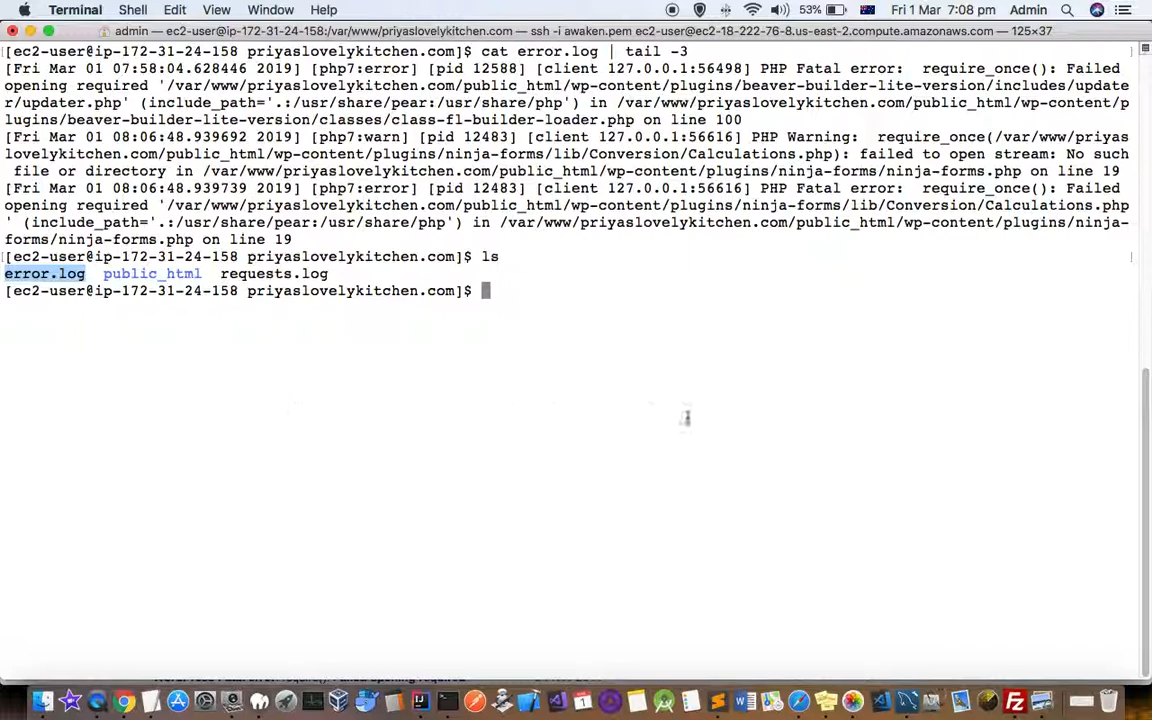 Terminal Shell Edit View Window Help 53% Fri 1 Mar 7:08 pm Admin
admin — ec2-user@ip-172-31-24-158:/var/www/priyaslovelykitchen.com — ssh -i awaken.pem ec2-user@ec2-18-222-76-8.us-east-2.compute.amazonaws.com — 125×37
[ec2-user@ip-172-31-24-158 priyaslovelykitchen.com]$ cat error.log | tail -3
[Fri Mar 01 07:58:04.628446 2019] [php7:error] [pid 12588] [client 127.0.0.1:56498] PHP Fatal error:  require_once(): Failed
opening required '/var/www/priyaslovelykitchen.com/public_html/wp-content/plugins/beaver-builder-lite-version/includes/update
r/updater.php' (include_path='.:/usr/share/pear:/usr/share/php') in /var/www/priyaslovelykitchen.com/public_html/wp-content/p
lugins/beaver-builder-lite-version/classes/class-fl-builder-loader.php on line 100
[Fri Mar 01 08:06:48.939692 2019] [php7:warn] [pid 12483] [client 127.0.0.1:56616] PHP Warning:  require_once(/var/www/priyas
lovelykitchen.com/public_html/wp-content/plugins/ninja-forms/lib/Conversion/Calculations.php): failed to open stream: No such
file or directory in /var/www/priyaslovelykitchen.com/public_html/wp-content/plugins/ninja-forms/ninja-forms.php on line 19
[Fri Mar 01 08:06:48.939739 2019] [php7:error] [pid 12483] [client 127.0.0.1:56616] PHP Fatal error:  require_once(): Failed
opening required '/var/www/priyaslovelykitchen.com/public_html/wp-content/plugins/ninja-forms/lib/Conversion/Calculations.php
' (include_path='.:/usr/share/pear:/usr/share/php') in /var/www/priyaslovelykitchen.com/public_html/wp-content/plugins/ninja-
forms/ninja-forms.php on line 19
[ec2-user@ip-172-31-24-158 priyaslovelykitchen.com]$ ls
error.log public_html requests.log
[ec2-user@ip-172-31-24-158 priyaslovelykitchen.com]$